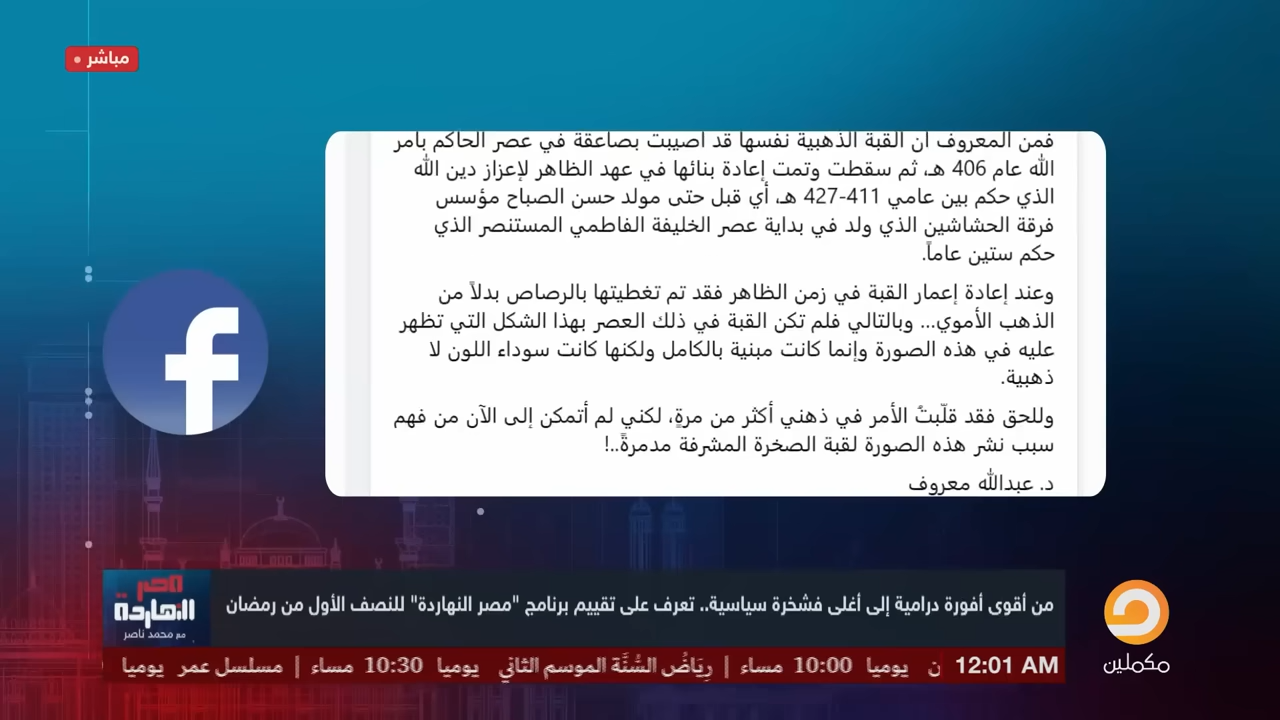 مباشر
فمن المعروف أن القبة الذهبية نفسها قد أصيبت بصاعقة في عصر الحاكم بأمر
الله عام 406 هـ، ثم سقطت وتمت إعادة بنائها في عهد الظاهر لإعزاز دين الله
الذي حكم بين عامي 411-427 هـ، أي قبل حتى مولد حسن الصباح مؤسس
فرقة الحشاشين الذي ولد في بداية عصر الخليفة الفاطمي المستنصر الذي
حكم ستين عاماً.
وعند إعادة إعمار القبة في زمن الظاهر فقد تم تغطيتها بالرصاص بدلاً من
الذهب الأموي... وبالتالي فلم تكن القبة في ذلك العصر بهذا الشكل التي تظهر
عليه في هذه الصورة وإنما كانت مبنية بالكامل ولكنها كانت سوداء اللون لا
ذهبية.
وللحق فقد قلّبتُ الأمر في ذهني أكثر من مرةٍ، لكني لم أتمكن إلى الآن من فهم
سبب نشر هذه الصورة لقبة الصخرة المشرفة مدمرةً..!
د. عبدالله معروف
مصر
النهاردة
مع محمد ناصر
من أقوى أفورة درامية إلى أغلى فشخرة سياسية.. تعرف على تقييم برنامج "مصر النهاردة" للنصف الأول من رمضان
12:01 AM
ن يوميا 10:00 مساء | رِيَاضُ السُّنَّة الموسم الثاني يوميا 10:30 مساء | مسلسل عمر يوميا
مكملين